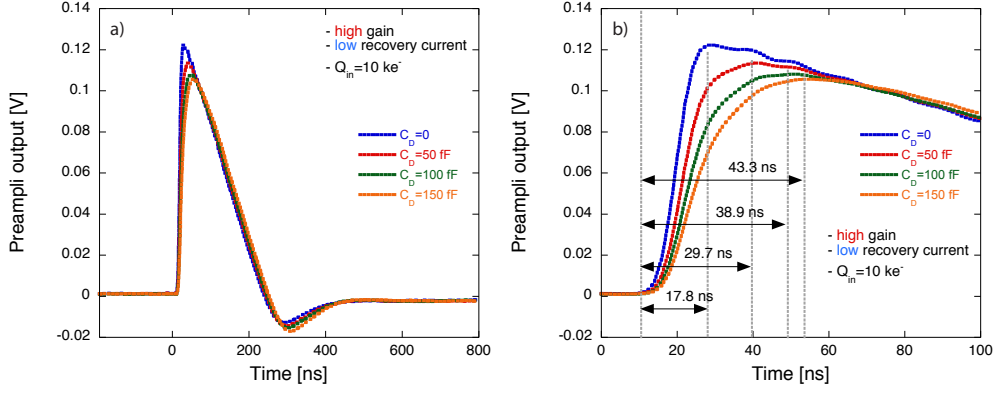 a)
- high gain
- low recovery current
- Q_in=10 ke⁻
C_D=0
C_D=50 fF
C_D=100 fF
C_D=150 fF
Preampli output [V]
0.14
0.12
0.1
0.08
0.06
0.04
0.02
0
-0.02
0 200 400 600 800
Time [ns]
b)
C_D=0
C_D=50 fF
C_D=100 fF
C_D=150 fF
43.3 ns
38.9 ns
29.7 ns
17.8 ns
- high gain
- low recovery current
- Q_in=10 ke⁻
Preampli output [V]
0.14
0.12
0.1
0.08
0.06
0.04
0.02
0
-0.02
0 20 40 60 80 100
Time [ns]